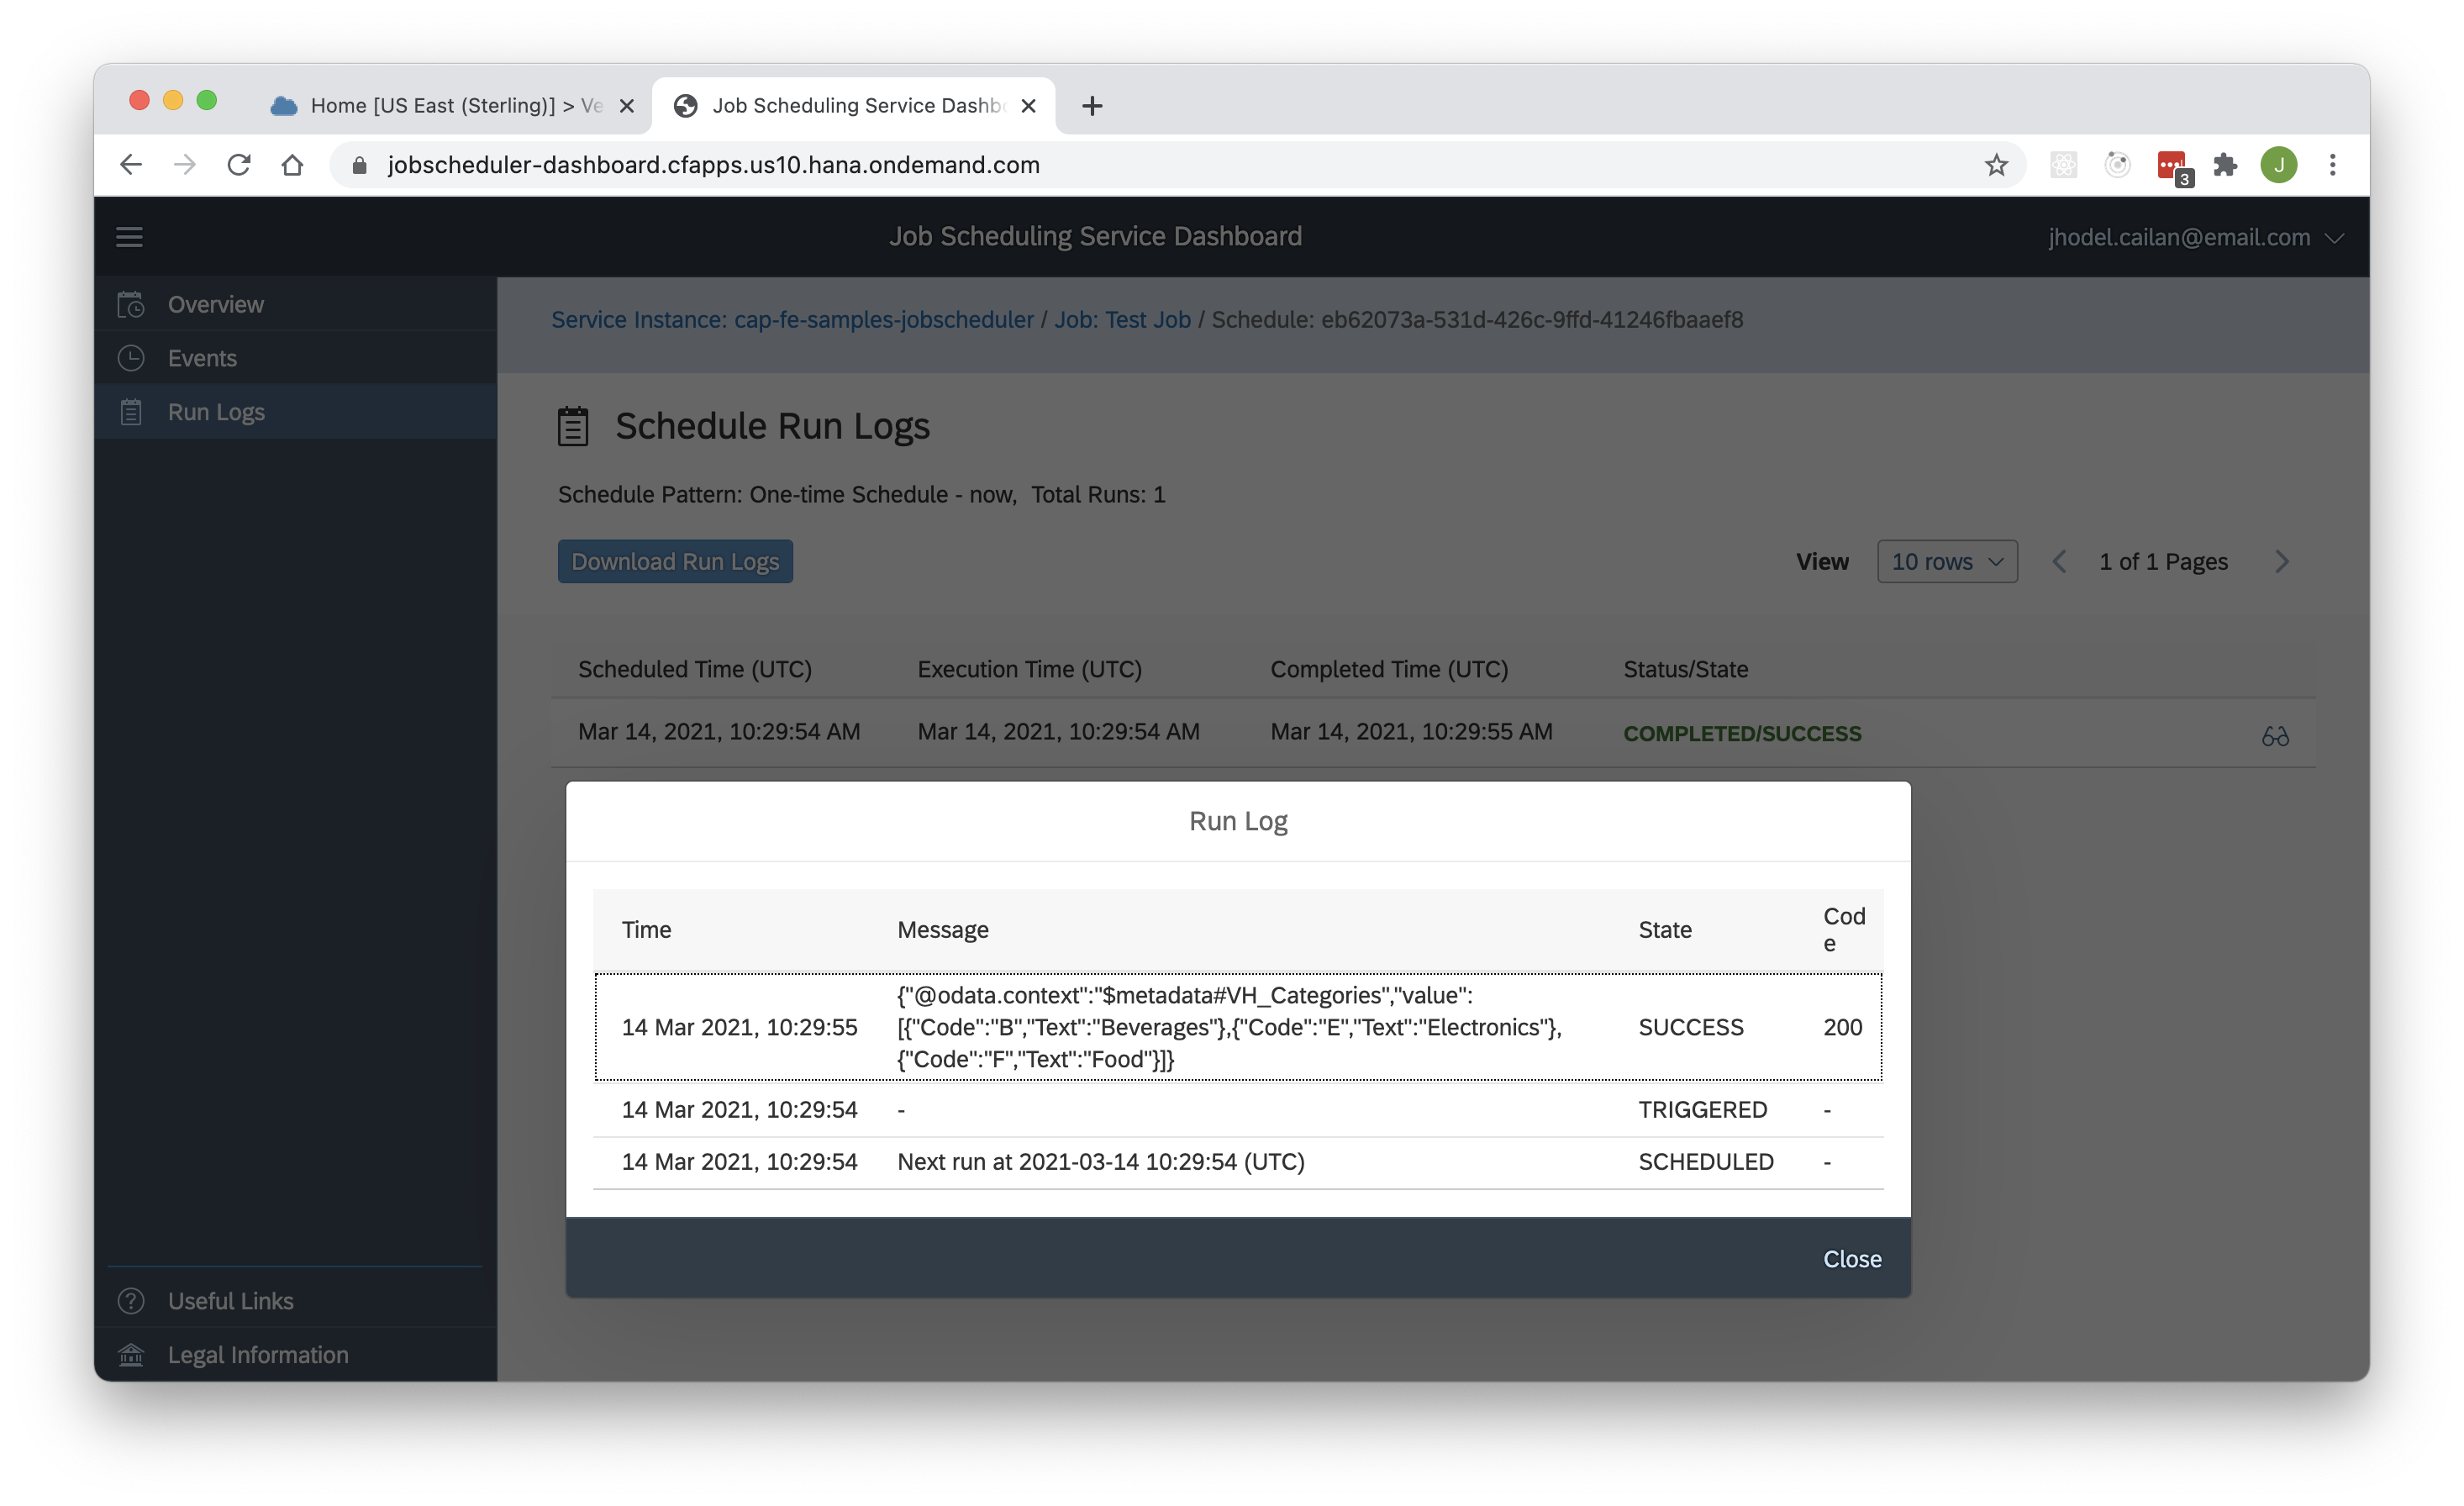 Home [US East (Sterling)] > Ve
Job Scheduling Service Dashbo
jobscheduler-dashboard.cfapps.us10.hana.ondemand.com
3
J
Job Scheduling Service Dashboard
jhodel.cailan@email.com
Overview
Events
Run Logs
Service Instance: cap-fe-samples-jobscheduler / Job: Test Job / Schedule: eb62073a-531d-426c-9ffd-41246fbaaef8
Schedule Run Logs
Schedule Pattern: One-time Schedule - now, Total Runs: 1
Download Run Logs
View 10 rows 1 of 1 Pages
Scheduled Time (UTC) Execution Time (UTC) Completed Time (UTC) Status/State
Mar 14, 2021, 10:29:54 AM Mar 14, 2021, 10:29:54 AM Mar 14, 2021, 10:29:55 AM COMPLETED/SUCCESS
Run Log
Time Message State Cod
e
{"@odata.context":"$metadata#VH_Categories","value":
14 Mar 2021, 10:29:55 [{"Code":"B","Text":"Beverages"},{"Code":"E","Text":"Electronics"}, SUCCESS 200
{"Code":"F","Text":"Food"}]}
14 Mar 2021, 10:29:54 - TRIGGERED -
14 Mar 2021, 10:29:54 Next run at 2021-03-14 10:29:54 (UTC) SCHEDULED -
Close
Useful Links
Legal Information